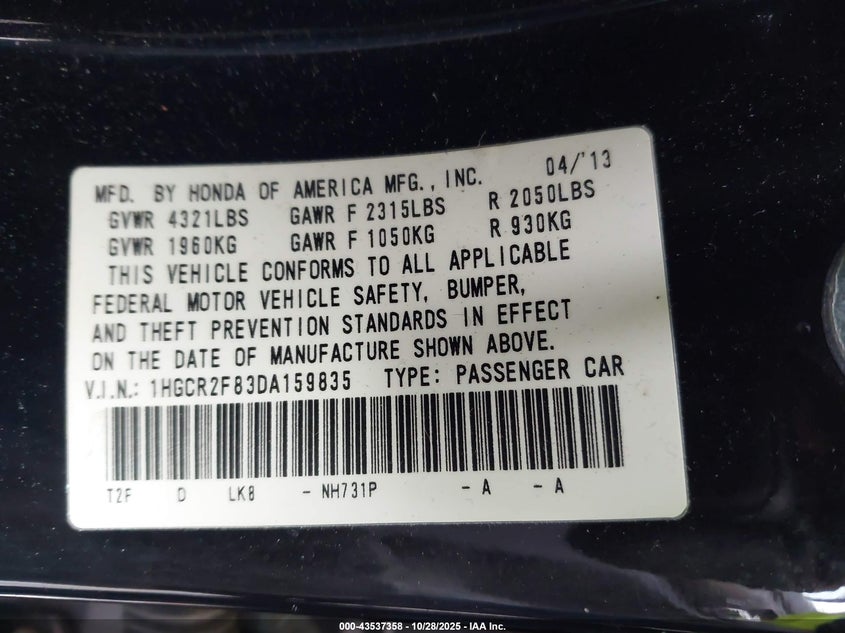 MFD. BY HONDA OF AMERICA MFG., INC. 04/'13
GVWR 4321LBS GAWR F 2315LBS R 2050LBS
GVWR 1960KG GAWR F 1050KG R 930KG
THIS VEHICLE CONFORMS TO ALL APPLICABLE
FEDERAL MOTOR VEHICLE SAFETY, BUMPER,
AND THEFT PREVENTION STANDARDS IN EFFECT
ON THE DATE OF MANUFACTURE SHOWN ABOVE.
V.I.N.: 1HGCR2F83DA159835 TYPE: PASSENGER CAR
T2F D LK8 - NH731P - A - A
000-43537358 - 10/28/2025 - IAA Inc.